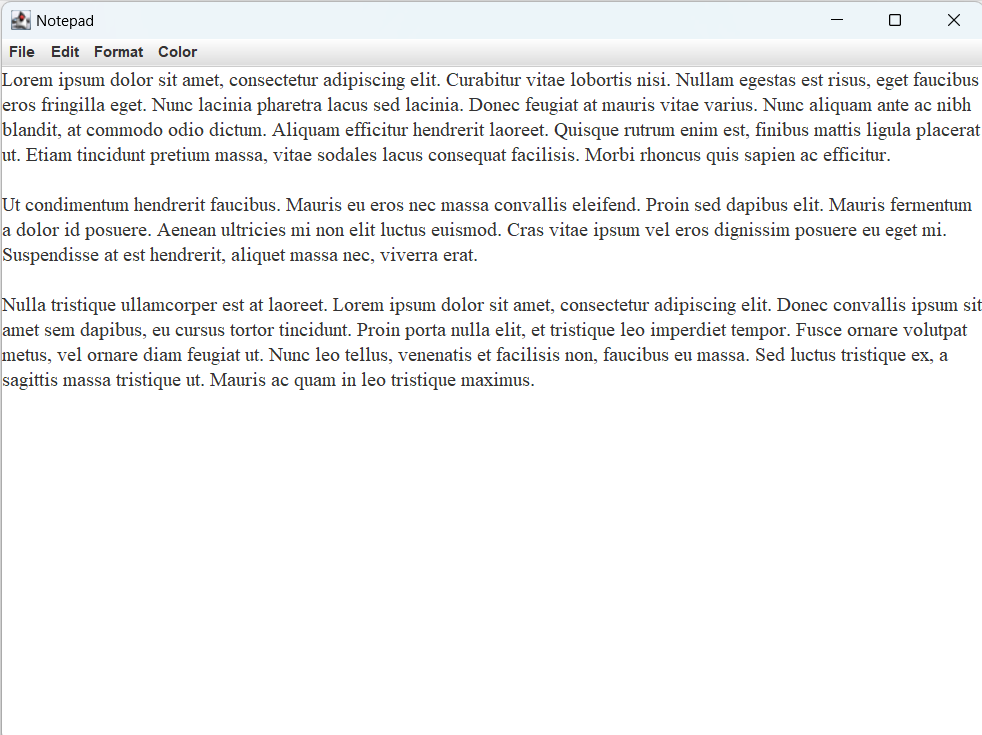 Notepad
File Edit Format Color
Lorem ipsum dolor sit amet, consectetur adipiscing elit. Curabitur vitae lobortis nisi. Nullam egestas est risus, eget faucibus
eros fringilla eget. Nunc lacinia pharetra lacus sed lacinia. Donec feugiat at mauris vitae varius. Nunc aliquam ante ac nibh
blandit, at commodo odio dictum. Aliquam efficitur hendrerit laoreet. Quisque rutrum enim est, finibus mattis ligula placerat
ut. Etiam tincidunt pretium massa, vitae sodales lacus consequat facilisis. Morbi rhoncus quis sapien ac efficitur.
Ut condimentum hendrerit faucibus. Mauris eu eros nec massa convallis eleifend. Proin sed dapibus elit. Mauris fermentum
a dolor id posuere. Aenean ultricies mi non elit luctus euismod. Cras vitae ipsum vel eros dignissim posuere eu eget mi.
Suspendisse at est hendrerit, aliquet massa nec, viverra erat.
Nulla tristique ullamcorper est at laoreet. Lorem ipsum dolor sit amet, consectetur adipiscing elit. Donec convallis ipsum sit
amet sem dapibus, eu cursus tortor tincidunt. Proin porta nulla elit, et tristique leo imperdiet tempor. Fusce ornare volutpat
metus, vel ornare diam feugiat ut. Nunc leo tellus, venenatis et facilisis non, faucibus eu massa. Sed luctus tristique ex, a
sagittis massa tristique ut. Mauris ac quam in leo tristique maximus.